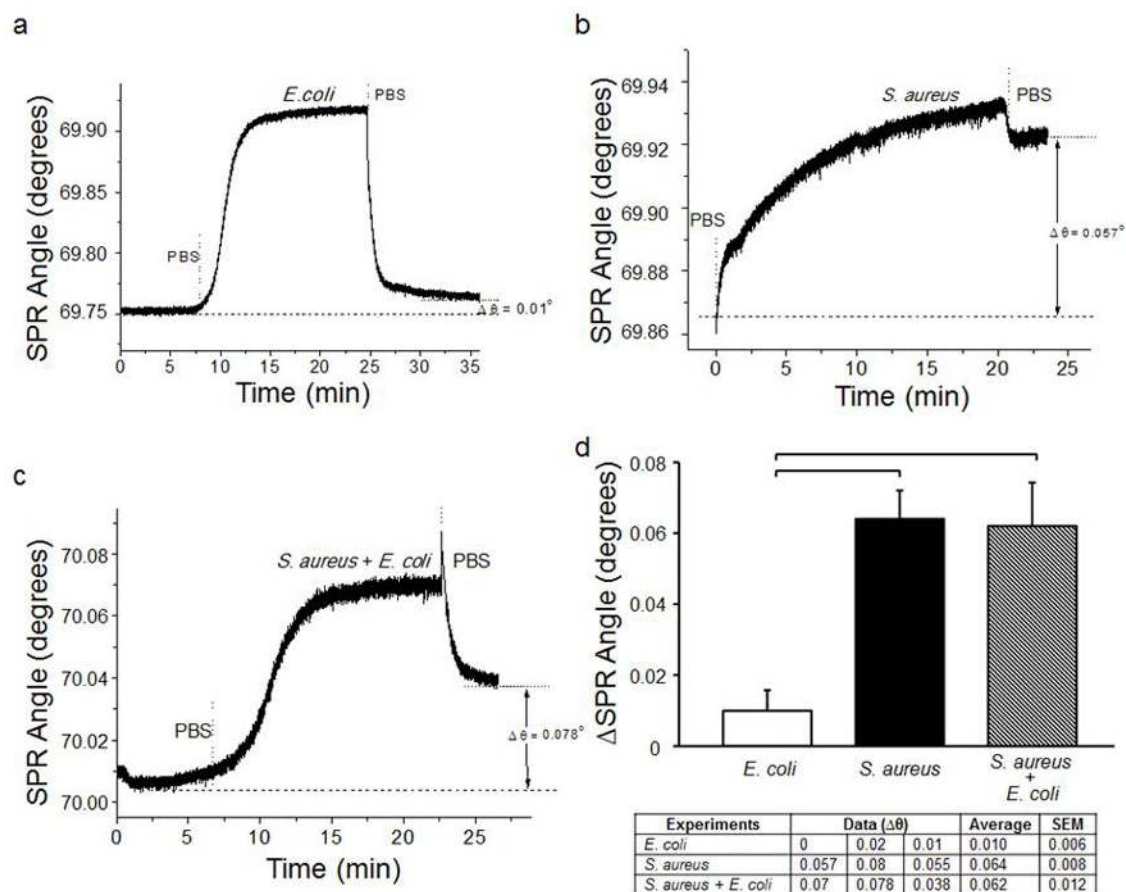 a
E.coli
PBS
PBS
SPR Angle (degrees)
69.90
69.85
69.80
69.75
Δ θ = 0.01°
0 5 10 15 20 25 30 35
Time (min)
b
S. aureus
PBS
PBS
SPR Angle (degrees)
69.94
69.92
69.90
69.88
69.86
Δ θ = 0.057°
0 5 10 15 20 25
Time (min)
c
S. aureus + E. coli
PBS
PBS
SPR Angle (degrees)
70.08
70.06
70.04
70.02
70.00
Δ θ = 0.078°
0 5 10 15 20 25
Time (min)
d
ΔSPR Angle (degrees)
0.08
0.06
0.04
0.02
0
E. coli
S. aureus
S. aureus
+
E. coli
Experiments Data (Δθ) Average SEM
E. coli 0 0.02 0.01 0.010 0.006
S. aureus 0.057 0.08 0.055 0.064 0.008
S. aureus + E. coli 0.07 0.078 0.038 0.062 0.012